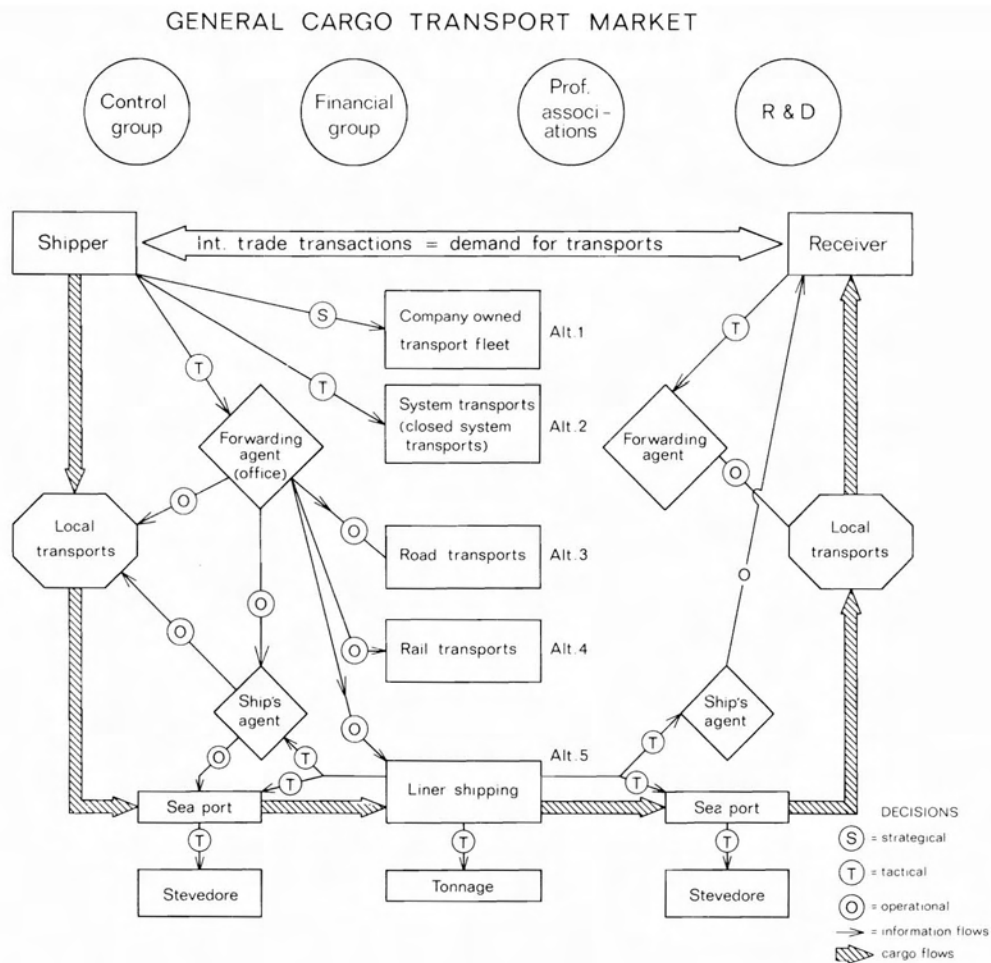 GENERAL CARGO TRANSPORT MARKET
Control
group
Financial
group
Prof.
associ-
ations
R & D
Shipper
Int. trade transactions = demand for transports
Receiver
S
Company owned
transport fleet
Alt.1
T
T
T
System transports
(closed system
transports)
Alt.2
Forwarding
agent
(office)
Forwarding
agent
O
O
Local
transports
O
Road transports
Alt.3
Local
transports
O
O
O
O
Rail transports
Alt.4
Ship's
agent
Ship's
agent
O
O
T
Alt.5
T
T
T
Sea port
Liner shipping
Sea port
T
T
T
Stevedore
Tonnage
Stevedore
DECISIONS
S = strategical
T = tactical
O = operational
= information flows
= cargo flows